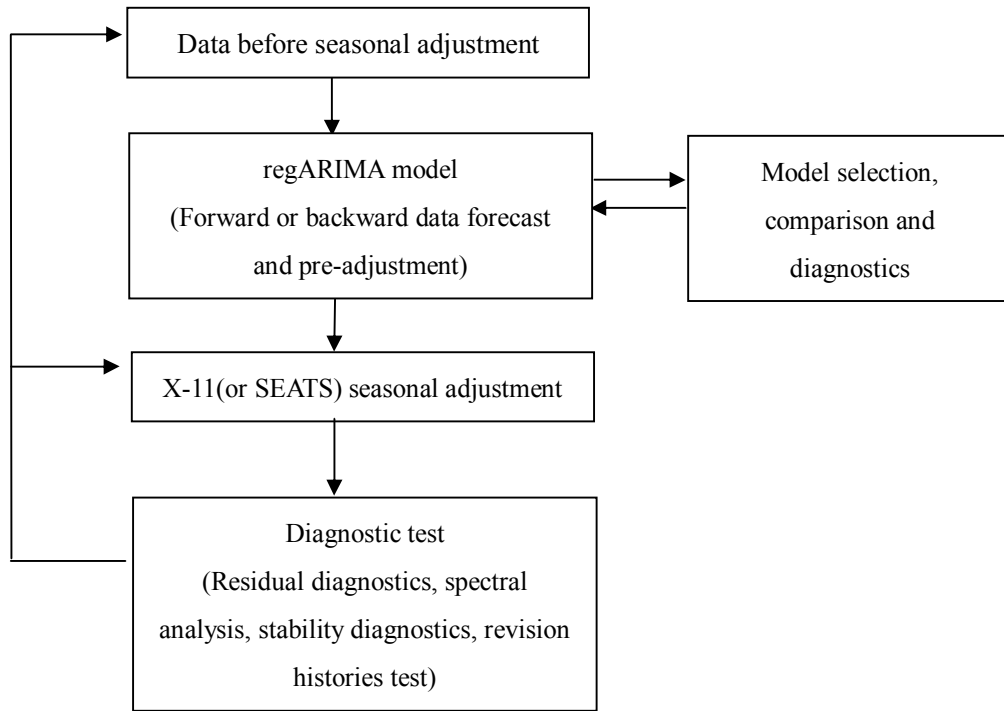 Data before seasonal adjustment
regARIMA model
(Forward or backward data forecast
and pre-adjustment)
Model selection,
comparison and
diagnostics
X-11(or SEATS) seasonal adjustment
Diagnostic test
(Residual diagnostics, spectral
analysis, stability diagnostics, revision
histories test)